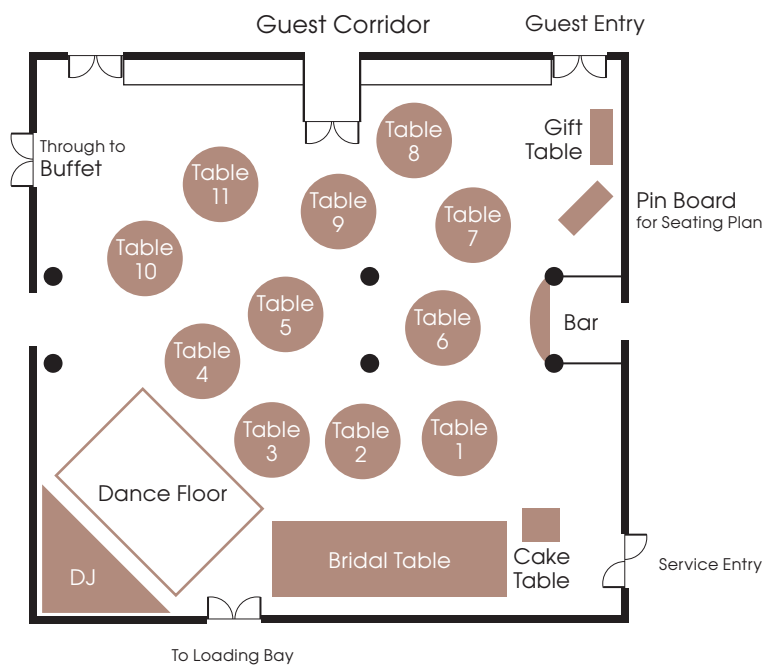 Guest Corridor
Guest Entry
Table
8
Gift
Table
Through to
Buffet
Table
11
Table
9
Table
7
Pin Board
for Seating Plan
Table
10
Table
5
Table
6
Bar
Table
4
Table
3
Table
2
Table
1
Dance Floor
Bridal Table
Cake
Table
Service Entry
DJ
To Loading Bay